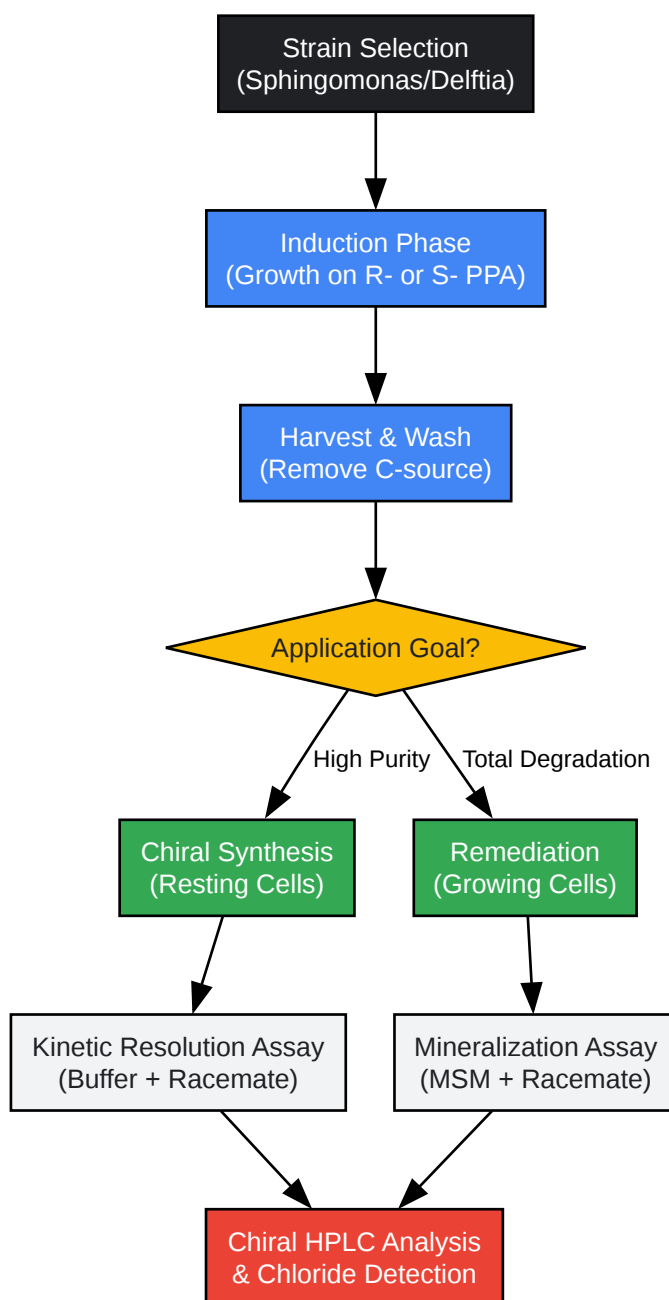 Strain Selection
(Sphingomonas/Delftia)
Induction Phase
(Growth on R- or S- PPA)
Harvest & Wash
(Remove C-source)
Application Goal?
High Purity
Total Degradation
Chiral Synthesis
(Resting Cells)
Remediation
(Growing Cells)
Kinetic Resolution Assay
(Buffer + Racemate)
Mineralization Assay
(MSM + Racemate)
Chiral HPLC Analysis
& Chloride Detection